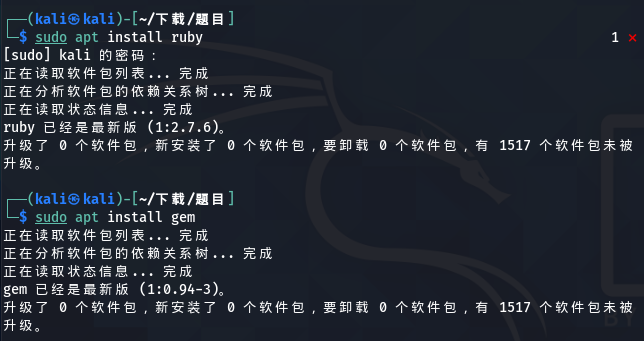 ┌──(kali㉿kali)-[~/下载/题目]
└─$ sudo apt install ruby 1 ⨯
[sudo] kali 的密码：
正在读取软件包列表... 完成
正在分析软件包的依赖关系树... 完成
正在读取状态信息... 完成
ruby 已经是最新版 (1:2.7.6)。
升级了 0 个软件包，新安装了 0 个软件包，要卸载 0 个软件包，有 1517 个软件包未被
升级。
┌──(kali㉿kali)-[~/下载/题目]
└─$ sudo apt install gem
正在读取软件包列表... 完成
正在分析软件包的依赖关系树... 完成
正在读取状态信息... 完成
gem 已经是最新版 (1:0.94-3)。
升级了 0 个软件包，新安装了 0 个软件包，要卸载 0 个软件包，有 1517 个软件包未被
升级。
BY